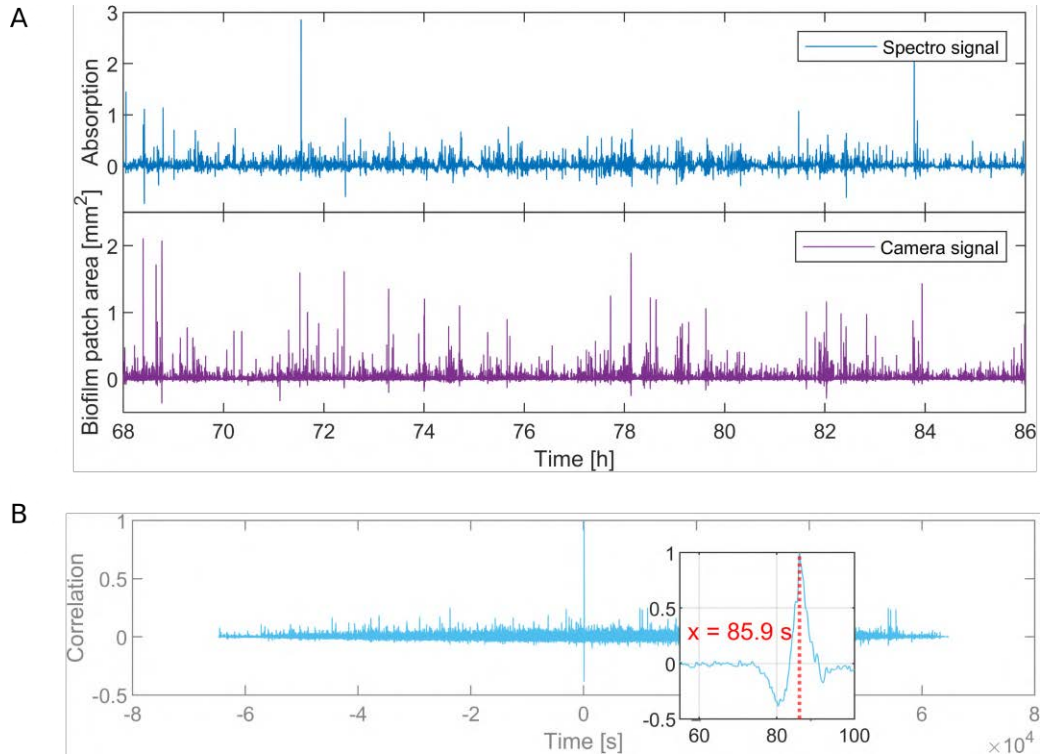 A
3
2
1
0
Absorption
Spectro signal
2
1
0
Biofilm patch area [mm²]
Camera signal
68 70 72 74 76 78 80 82 84 86
Time [h]
B
1
0.5
0
-0.5
Correlation
-8 -6 -4 -2 0 6 8
Time [s]
×10⁴
1
0.5
0
-0.5
x = 85.9 s
60 80 100